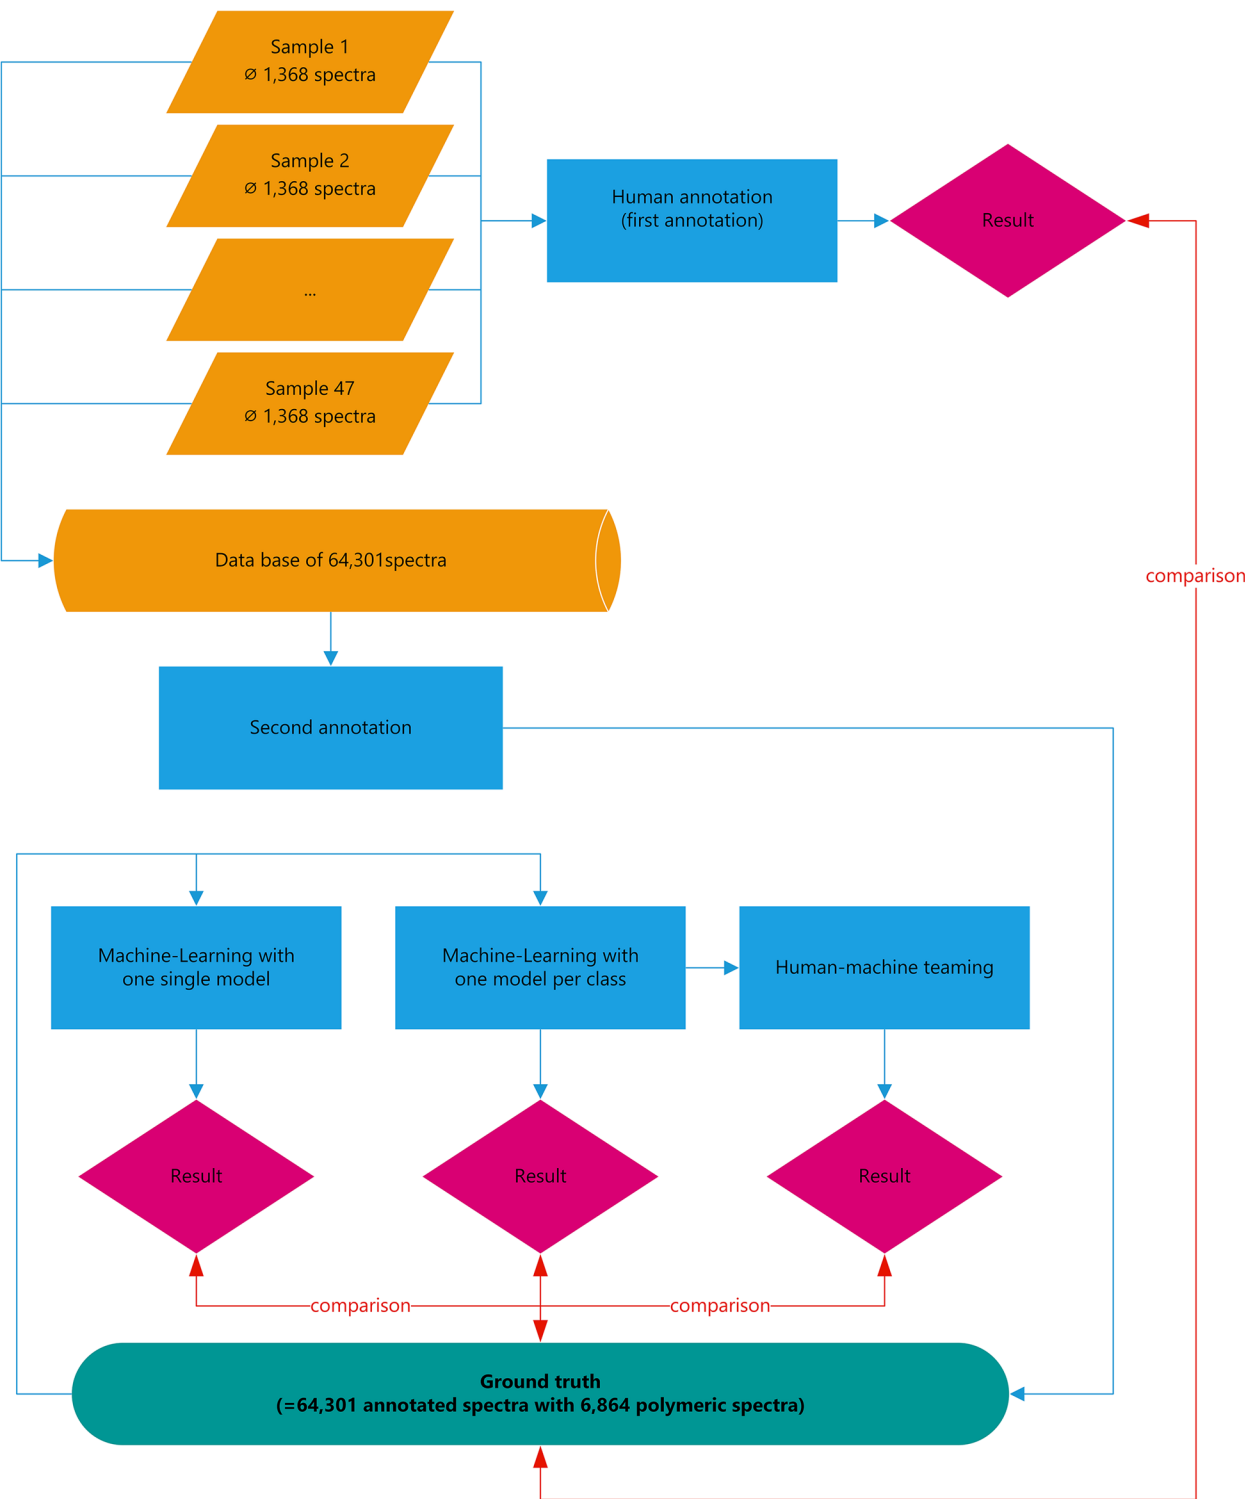 Sample 1
∅ 1,368 spectra
Sample 2
∅ 1,368 spectra
...
Sample 47
∅ 1,368 spectra
Human annotation
(first annotation)
Result
comparison
Data base of 64,301spectra
Second annotation
Machine-Learning with
one single model
Machine-Learning with
one model per class
Human-machine teaming
Result
Result
Result
comparison
comparison
Ground truth
(=64,301 annotated spectra with 6,864 polymeric spectra)